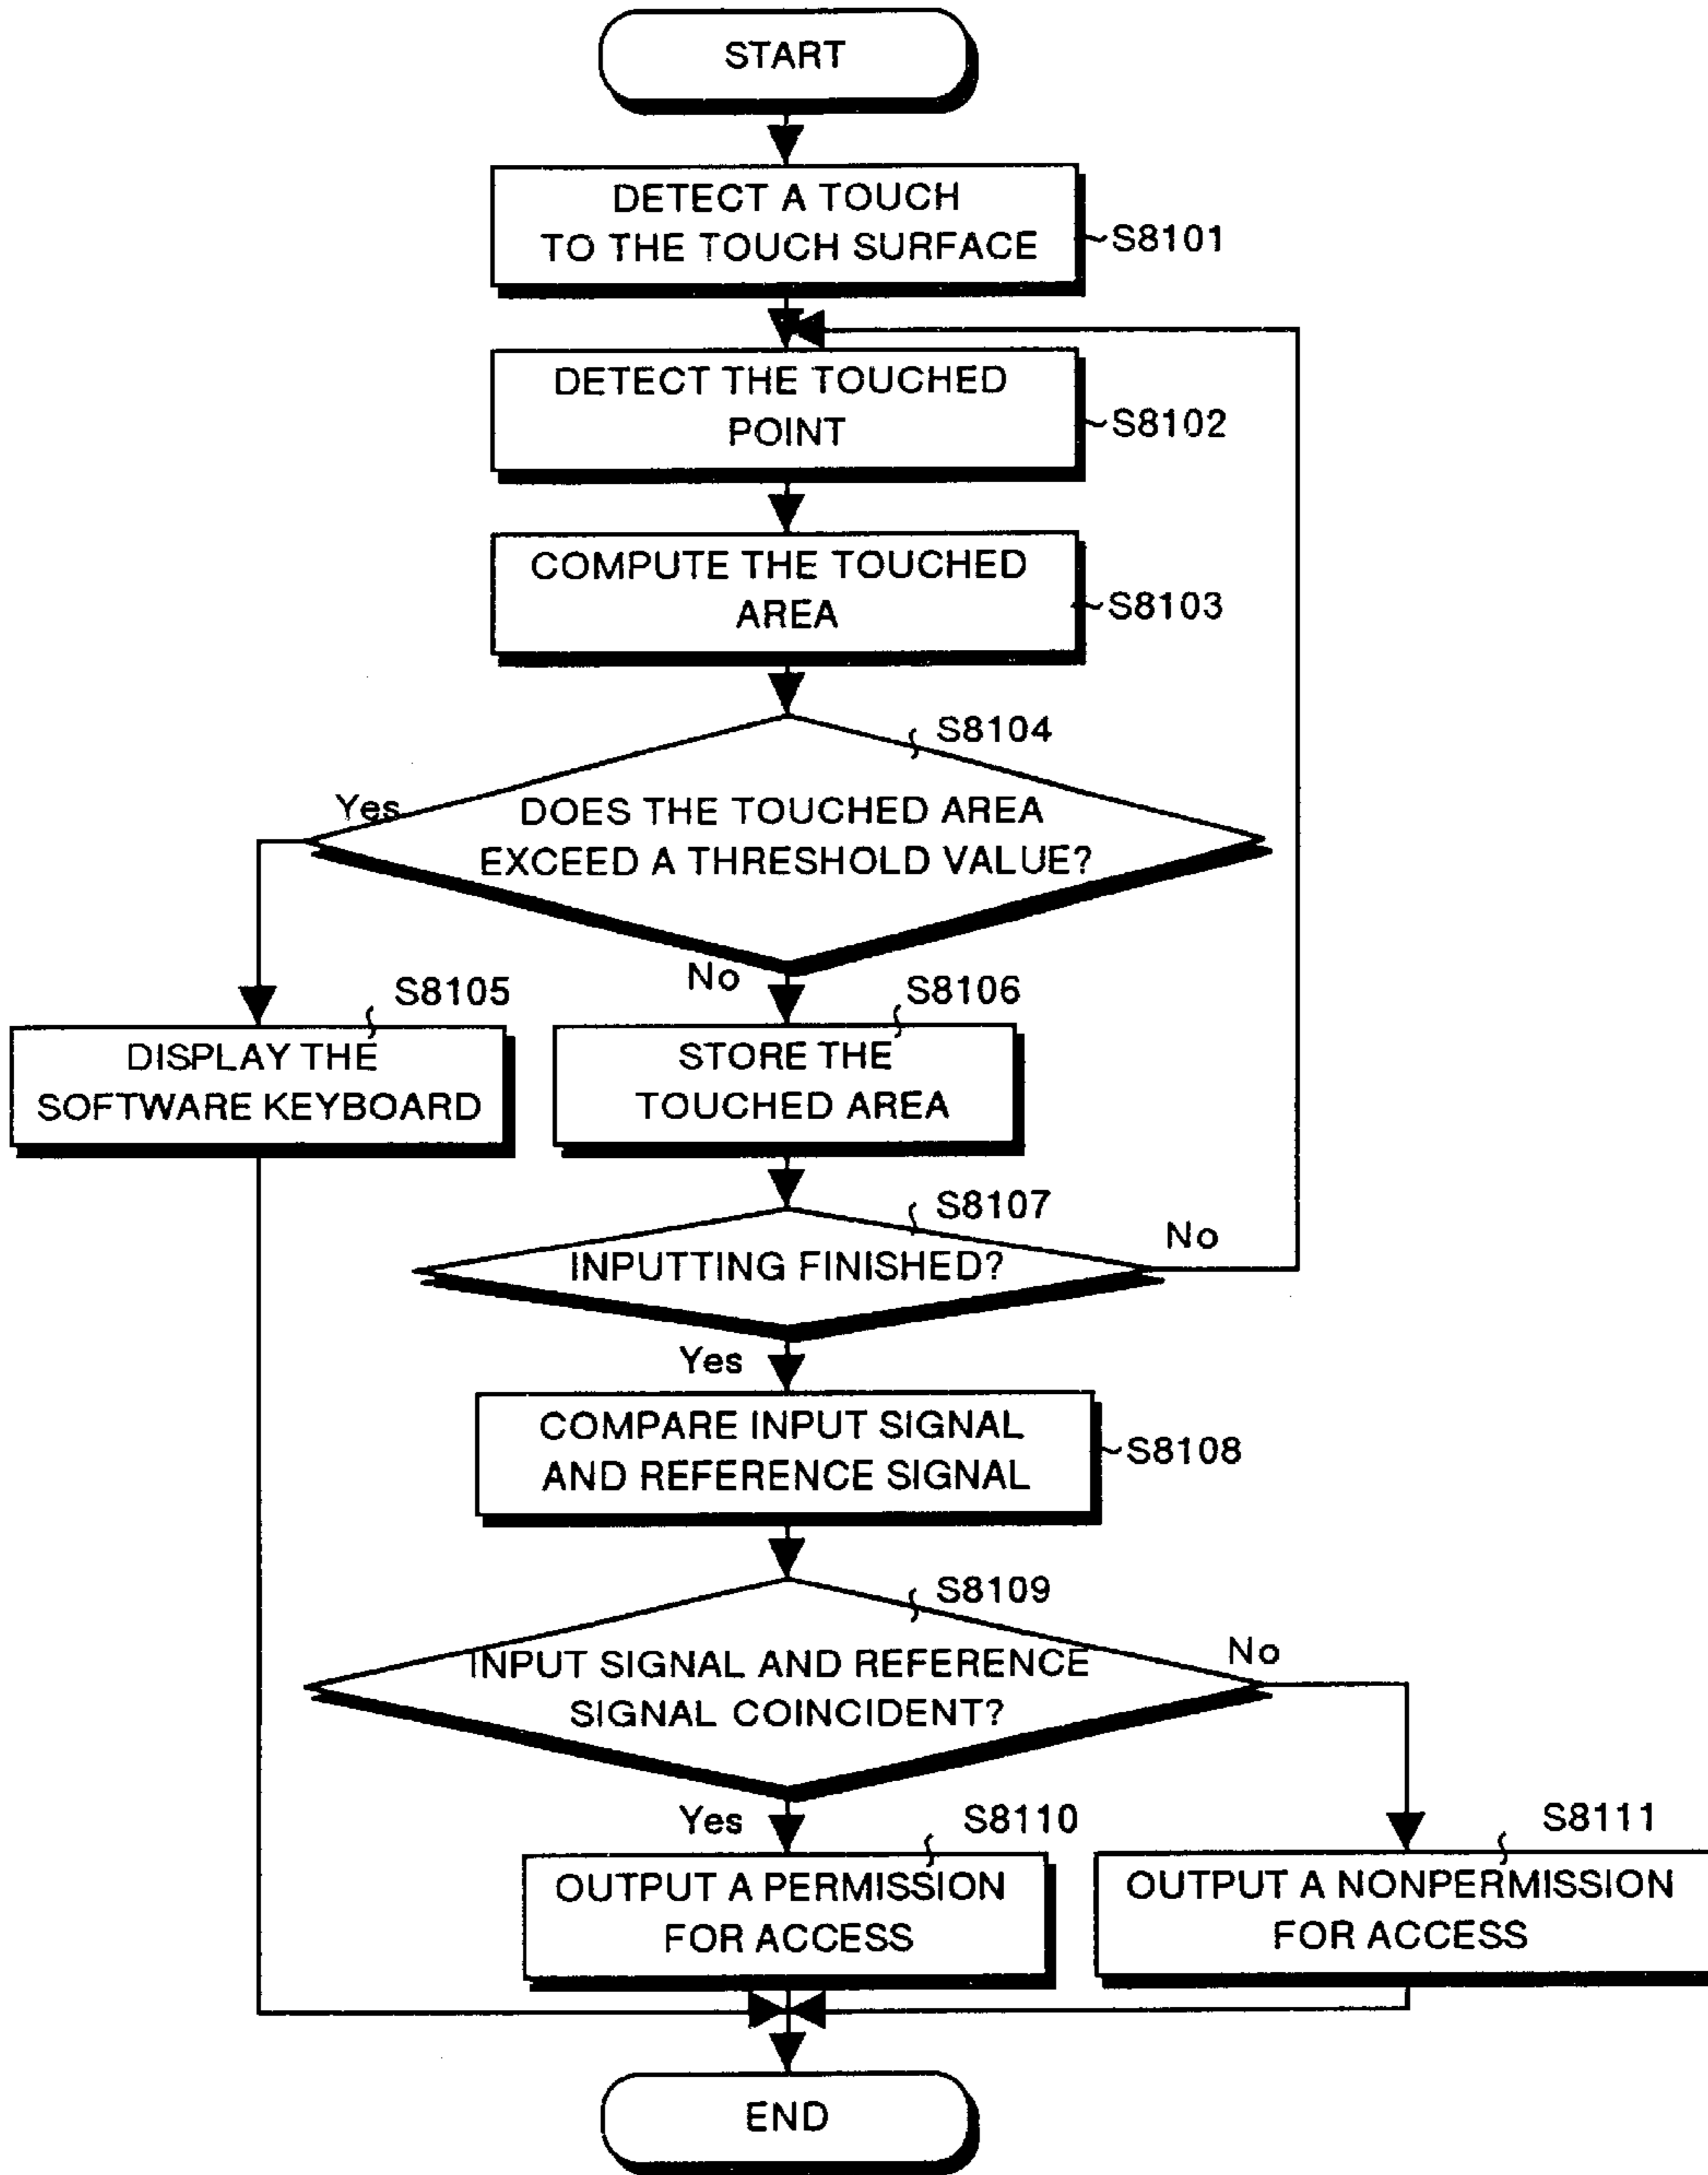 START
DETECT A TOUCH
TO THE TOUCH SURFACE
S8101
DETECT THE TOUCHED
POINT
S8102
COMPUTE THE TOUCHED
AREA
S8103
S8104
Yes
DOES THE TOUCHED AREA
EXCEED A THRESHOLD VALUE?
No
S8105
DISPLAY THE
SOFTWARE KEYBOARD
S8106
STORE THE
TOUCHED AREA
S8107
INPUTTING FINISHED?
No
Yes
COMPARE INPUT SIGNAL
AND REFERENCE SIGNAL
S8108
S8109
INPUT SIGNAL AND REFERENCE
SIGNAL COINCIDENT?
No
Yes
S8110
OUTPUT A PERMISSION
FOR ACCESS
S8111
OUTPUT A NONPERMISSION
FOR ACCESS
END